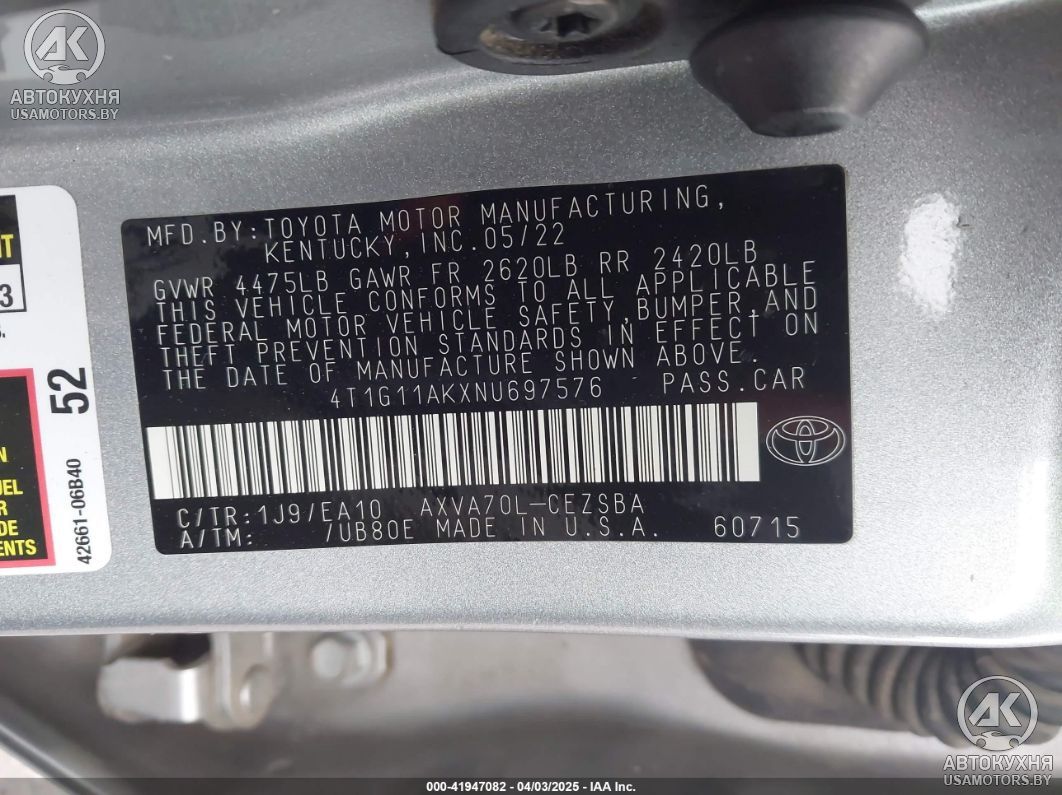 АК
АВТОКУХНЯ
USAMOTORS.BY
MFD.BY:TOYOTA MOTOR MANUFACTURING,
KENTUCKY, INC.05/22
GVWR 4475LB GAWR FR 2620LB RR 2420LB
THIS VEHICLE CONFORMS TO ALL APPLICABLE
FEDERAL MOTOR VEHICLE SAFETY,BUMPER,AND
THEFT PREVENTION STANDARDS IN EFFECT ON
THE DATE OF MANUFACTURE SHOWN ABOVE.
4T1G11AKXNU697576 PASS.CAR
C/TR:1J9/EA10 AXVA70L-CEZSBA
A/TM: 7UB80E MADE IN U.S.A. 60715
3
52
42661-06B40
АК
АВТОКУХНЯ
USAMOTORS.BY
000-41947082 - 04/03/2025 - IAA Inc.